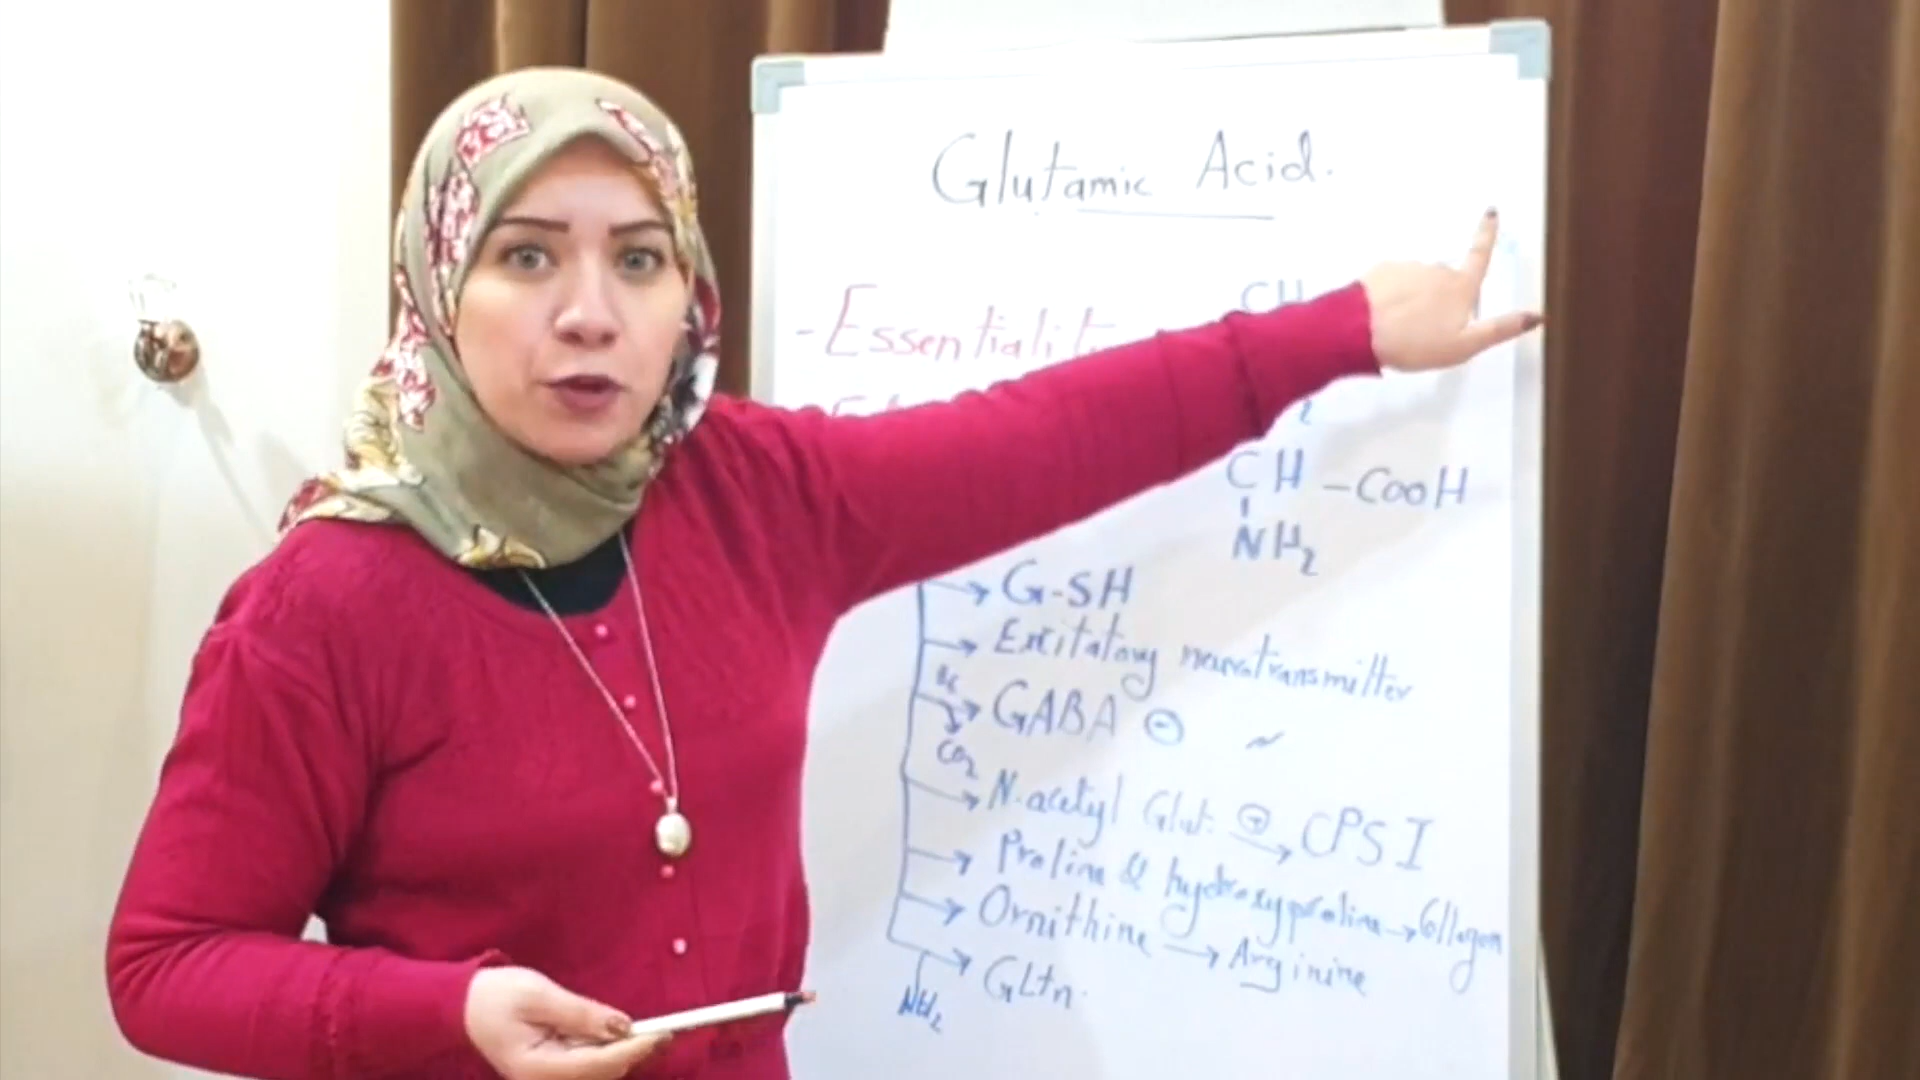 Glutamic Acid.
- Essentiality
CH
2
CH - COOH
NH2
→ G-SH
→ Excitatory neurotransmitter
→ GABA ⊖ ~
CO2
→ N.acetyl Glut. ⊕ → CPS I
→ Proline & hydroxyproline → Collagen
→ Ornithine → Arginine
→ GLtn.
NH2